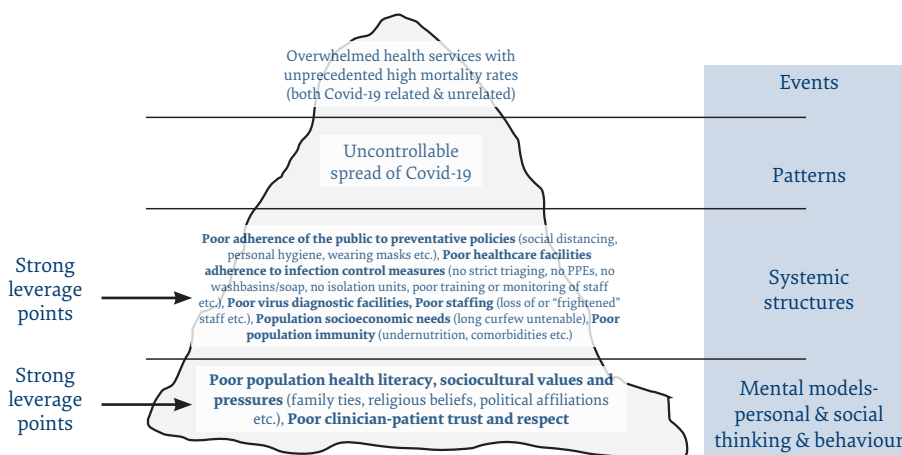 Overwhelmed health services with
unprecedented high mortality rates
(both Covid-19 related & unrelated)
Events
Uncontrollable
spread of Covid-19
Patterns
Strong
leverage
points
Poor adherence of the public to preventative policies (social distancing,
personal hygiene, wearing masks etc.), Poor healthcare facilities
adherence to infection control measures (no strict triaging, no PPEs, no
washbasins/soap, no isolation units, poor training or monitoring of staff
etc.), Poor virus diagnostic facilities, Poor staffing (loss of or “frightened”
staff etc.), Population socioeconomic needs (long curfew untenable), Poor
population immunity (undernutrition, comorbidities etc.)
Systemic
structures
Strong
leverage
points
Poor population health literacy, sociocultural values and
pressures (family ties, religious beliefs, political affiliations
etc.), Poor clinician-patient trust and respect
Mental models-
personal & social
thinking & behaviour